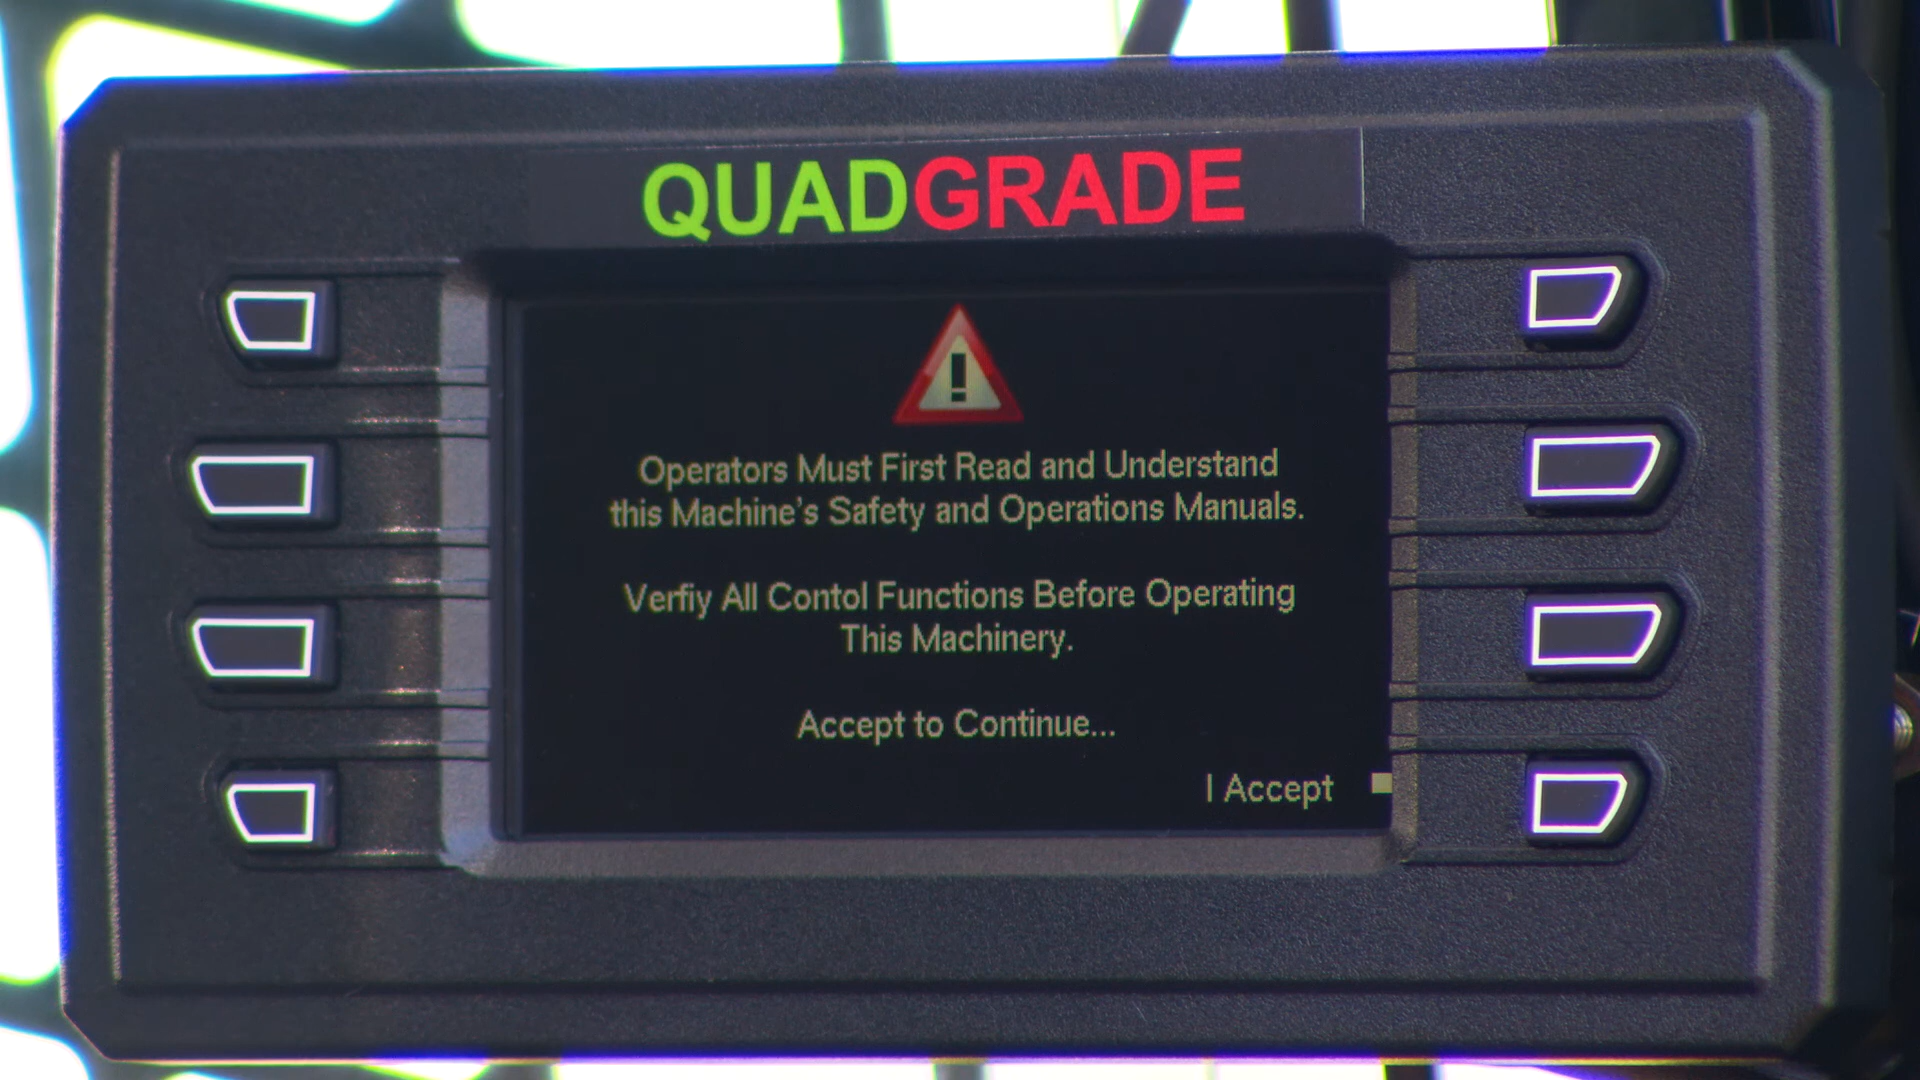 QUADGRADE
!
Operators Must First Read and Understand
this Machine's Safety and Operations Manuals.
Verfiy All Contol Functions Before Operating
This Machinery.
Accept to Continue...
I Accept